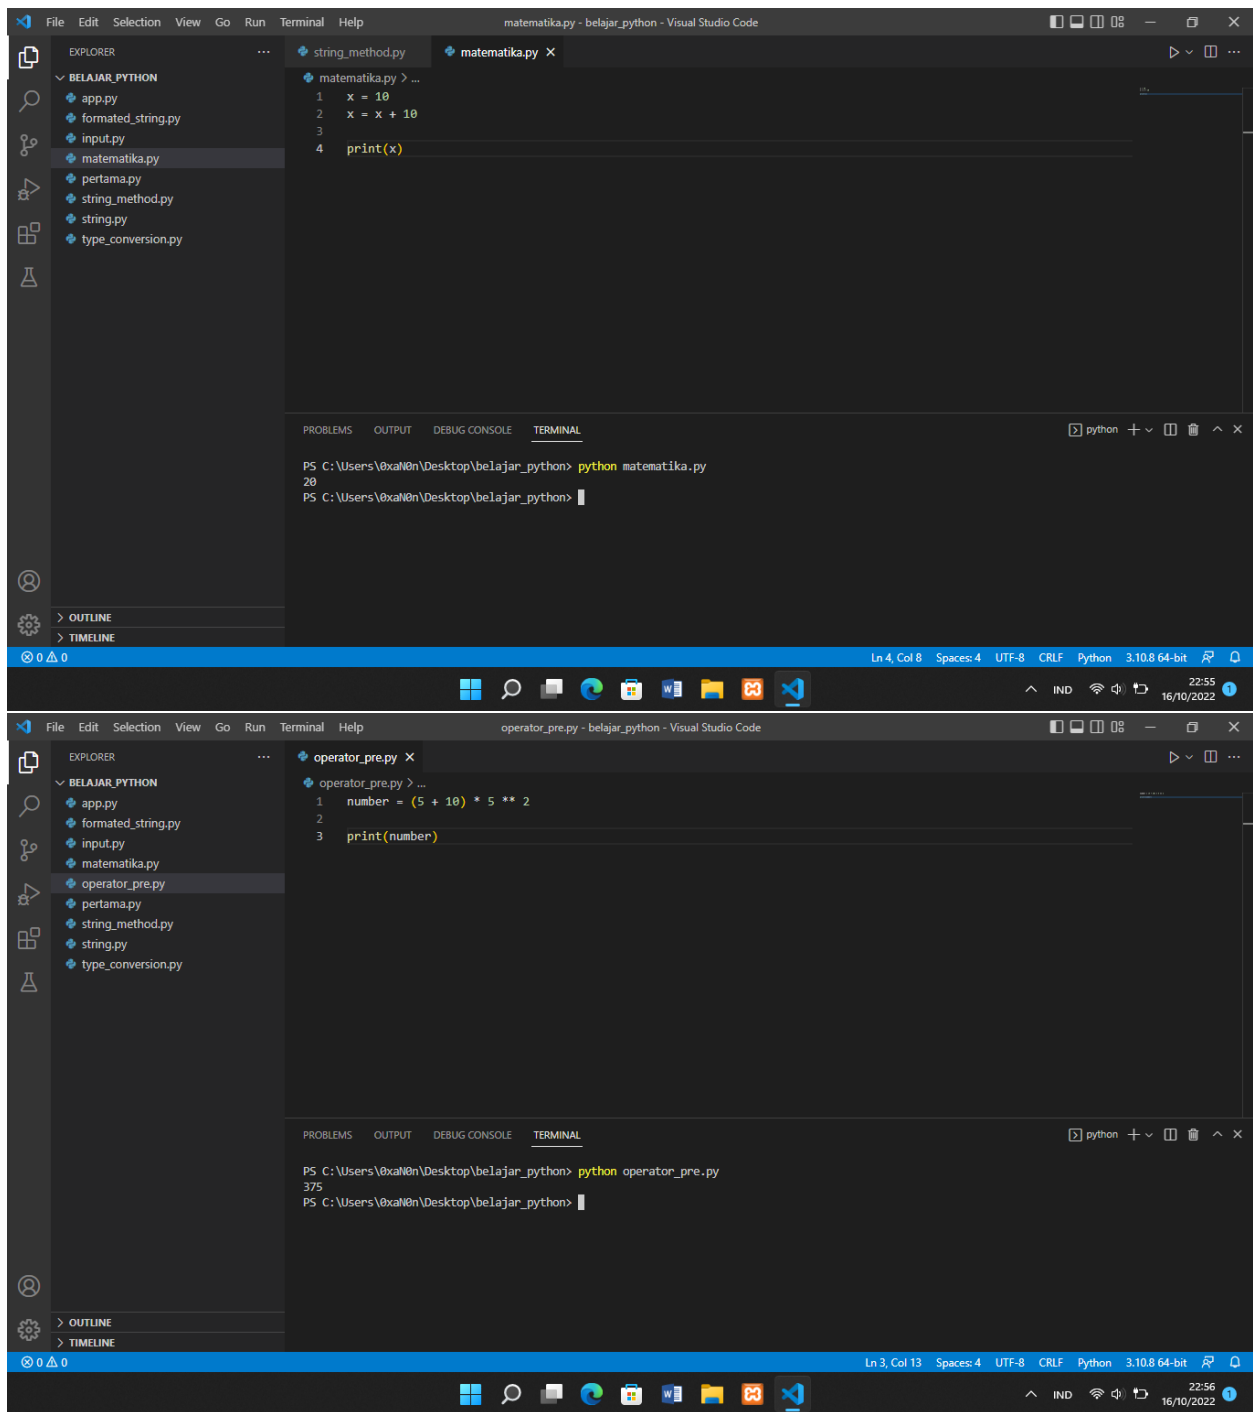 File Edit Selection View Go Run Terminal Help matematika.py - belajar_python - Visual Studio Code
EXPLORER ···
BELAJAR_PYTHON
app.py
formated_string.py
input.py
matematika.py
pertama.py
string_method.py
string.py
type_conversion.py
OUTLINE
TIMELINE
string_method.py matematika.py
matematika.py > ...
1 x = 10
2 x = x + 10
3
4 print(x)
PROBLEMS OUTPUT DEBUG CONSOLE TERMINAL python
PS C:\Users\0xaN0n\Desktop\belajar_python> python matematika.py
20
PS C:\Users\0xaN0n\Desktop\belajar_python>
0 0 Ln 4, Col 8 Spaces: 4 UTF-8 CRLF Python 3.10.8 64-bit
IND 22:55 1
16/10/2022
File Edit Selection View Go Run Terminal Help operator_pre.py - belajar_python - Visual Studio Code
EXPLORER ···
BELAJAR_PYTHON
app.py
formated_string.py
input.py
matematika.py
operator_pre.py
pertama.py
string_method.py
string.py
type_conversion.py
OUTLINE
TIMELINE
operator_pre.py
operator_pre.py > ...
1 number = (5 + 10) * 5 ** 2
2
3 print(number)
PROBLEMS OUTPUT DEBUG CONSOLE TERMINAL python
PS C:\Users\0xaN0n\Desktop\belajar_python> python operator_pre.py
375
PS C:\Users\0xaN0n\Desktop\belajar_python>
0 0 Ln 3, Col 13 Spaces: 4 UTF-8 CRLF Python 3.10.8 64-bit
IND 22:56 1
16/10/2022